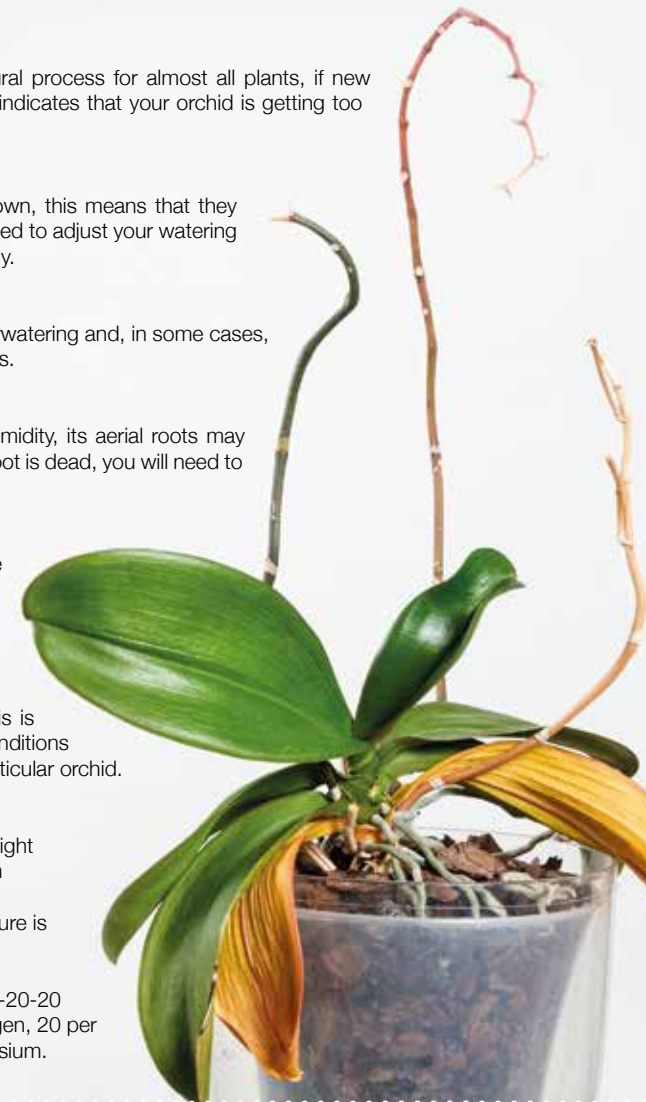 ural process for almost all plants, if new
indicates that your orchid is getting too
own, this means that they
ed to adjust your watering
y.
watering and, in some cases,
s.
midity, its aerial roots may
oot is dead, you will need to
e
is is
nditions
ticular orchid.
ight
n
ure is
-20-20
gen, 20 per
sium.